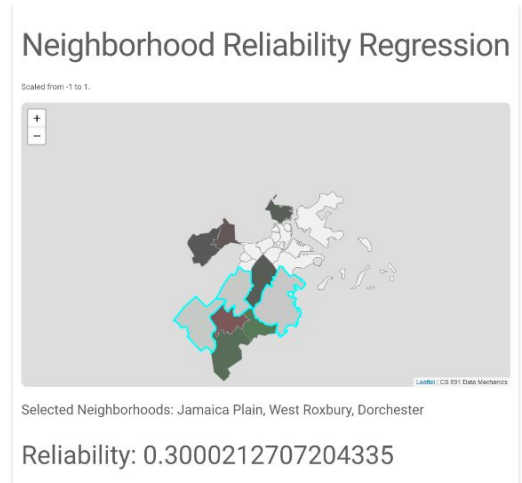 Neighborhood Reliability Regression
Scaled from -1 to 1.
+
−
Leaflet | CS 591 Data Mechanics
Selected Neighborhoods: Jamaica Plain, West Roxbury, Dorchester
Reliability: 0.3000212707204335